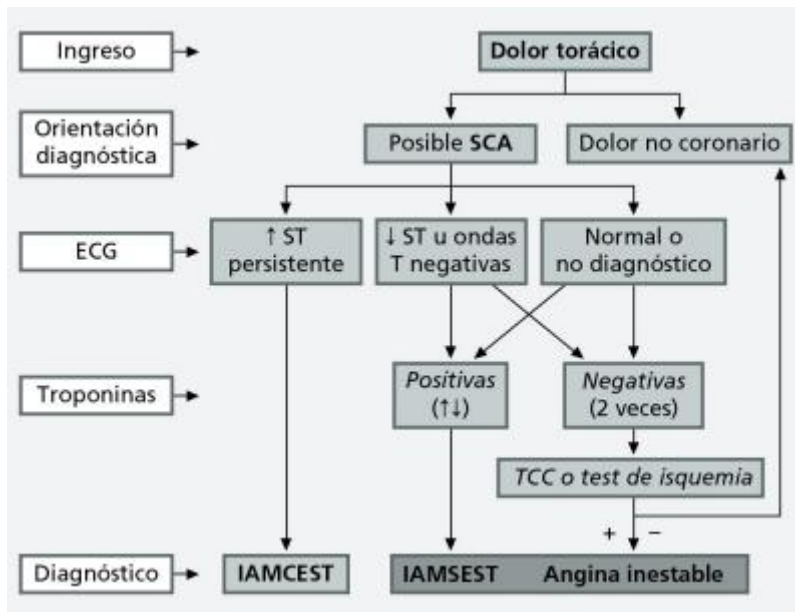 Ingreso
Dolor torácico
Orientación
diagnóstica
Posible SCA
Dolor no coronario
ECG
↑ ST
persistente
↓ ST u ondas
T negativas
Normal o
no diagnóstico
Troponinas
Positivas
(↑↓)
Negativas
(2 veces)
TCC o test de isquemia
+ −
Diagnóstico
IAMCEST
IAMSEST Angina inestable